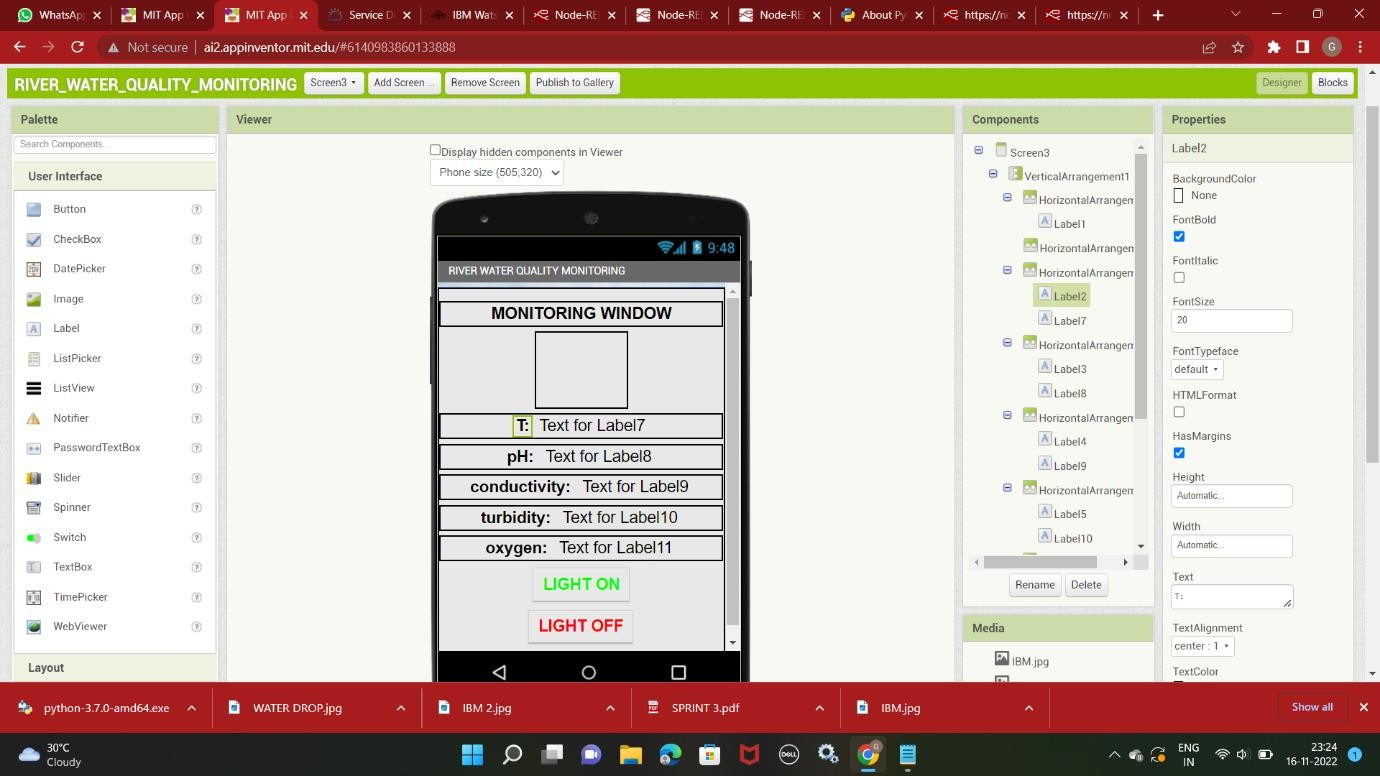 WhatsApp
MIT App I
MIT App I
Service D
IBM Wats
Node-RE
Node-RE
Node-RE
About Py
https://no
https://no
Not secure
ai2.appinventor.mit.edu/#6140983860133888
G
RIVER_WATER_QUALITY_MONITORING
Screen3
Add Screen ...
Remove Screen
Publish to Gallery
Designer
Blocks
Palette
Search Components...
User Interface
Button
CheckBox
DatePicker
Image
Label
ListPicker
ListView
Notifier
PasswordTextBox
Slider
Spinner
Switch
TextBox
TimePicker
WebViewer
Layout
Viewer
Display hidden components in Viewer
Phone size (505,320)
9:48
RIVER WATER QUALITY MONITORING
MONITORING WINDOW
T: Text for Label7
pH: Text for Label8
conductivity: Text for Label9
turbidity: Text for Label10
oxygen: Text for Label11
LIGHT ON
LIGHT OFF
Components
Screen3
VerticalArrangement1
HorizontalArrangem
Label1
HorizontalArrangem
HorizontalArrangem
Label2
Label7
HorizontalArrangem
Label3
Label8
HorizontalArrangem
Label4
Label9
HorizontalArrangem
Label5
Label10
Rename
Delete
Media
IBM.jpg
Properties
Label2
BackgroundColor
None
FontBold
FontItalic
FontSize
20
FontTypeface
default
HTMLFormat
HasMargins
Height
Automatic...
Width
Automatic...
Text
T:
TextAlignment
center : 1
TextColor
python-3.7.0-amd64.exe
WATER DROP.jpg
IBM 2.jpg
SPRINT 3.pdf
IBM.jpg
Show all
30°C
Cloudy
DELL
ENG
IN
23:24
16-11-2022
1